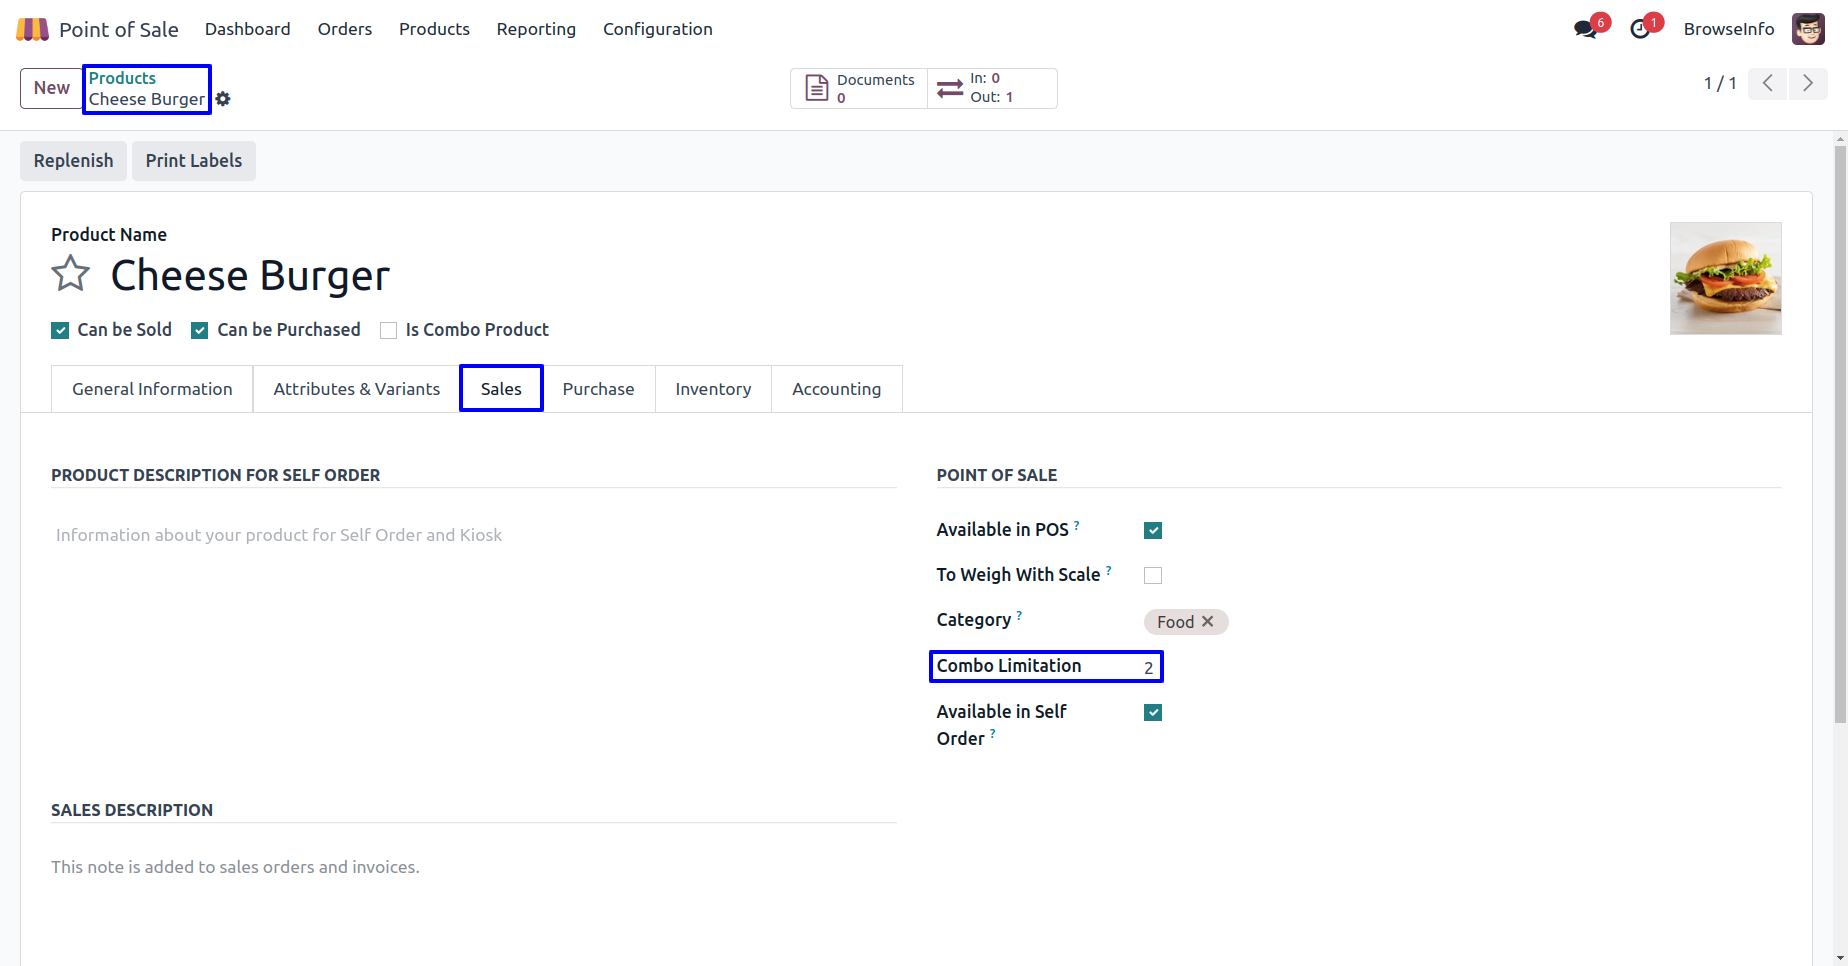 Point of Sale Dashboard Orders Products Reporting Configuration 6 1 BrowseInfo
New Products
Cheese Burger
Documents
0
In: 0
Out: 1
1 / 1
Replenish Print Labels
Product Name
Cheese Burger
Can be Sold Can be Purchased Is Combo Product
General Information Attributes & Variants Sales Purchase Inventory Accounting
PRODUCT DESCRIPTION FOR SELF ORDER
Information about your product for Self Order and Kiosk
POINT OF SALE
Available in POS ?
To Weigh With Scale ?
Category ? Food ✕
Combo Limitation 2
Available in Self
Order ?
SALES DESCRIPTION
This note is added to sales orders and invoices.